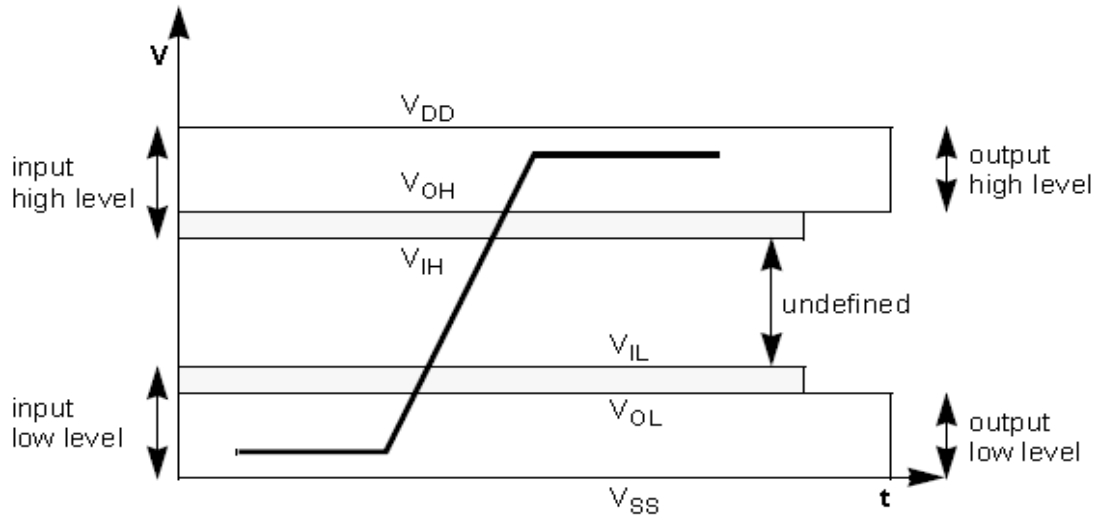 V
V_DD
input
high level
V_OH
output
high level
V_IH
undefined
V_IL
input
low level
V_OL
output
low level
V_SS
t